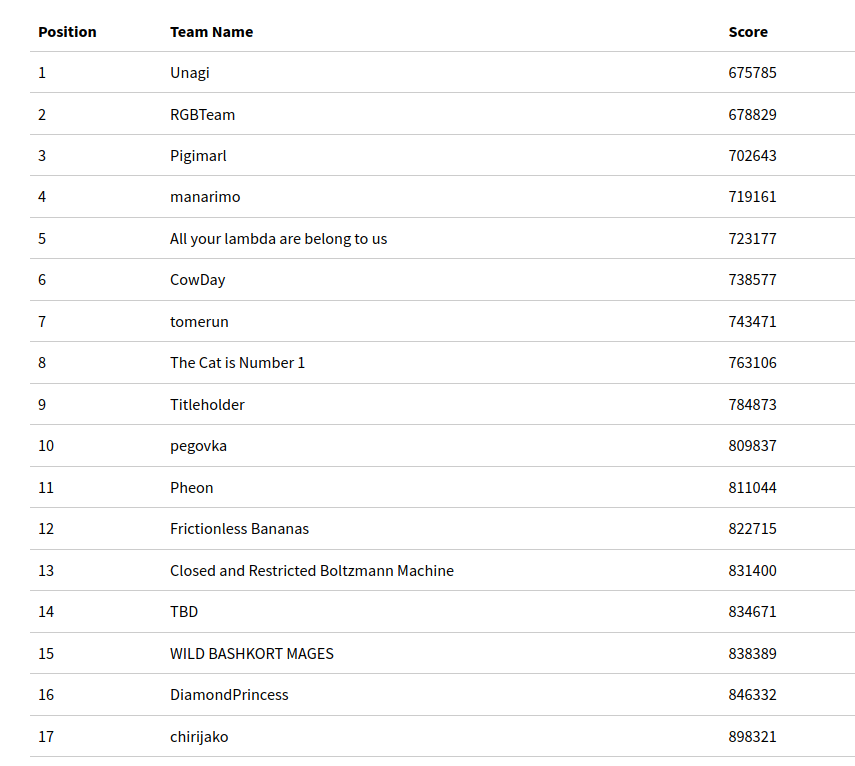 Position Team Name Score
1 Unagi 675785
2 RGBTeam 678829
3 Pigimarl 702643
4 manarimo 719161
5 All your lambda are belong to us 723177
6 CowDay 738577
7 tomerun 743471
8 The Cat is Number 1 763106
9 Titleholder 784873
10 pegovka 809837
11 Pheon 811044
12 Frictionless Bananas 822715
13 Closed and Restricted Boltzmann Machine 831400
14 TBD 834671
15 WILD BASHKORT MAGES 838389
16 DiamondPrincess 846332
17 chirijako 898321